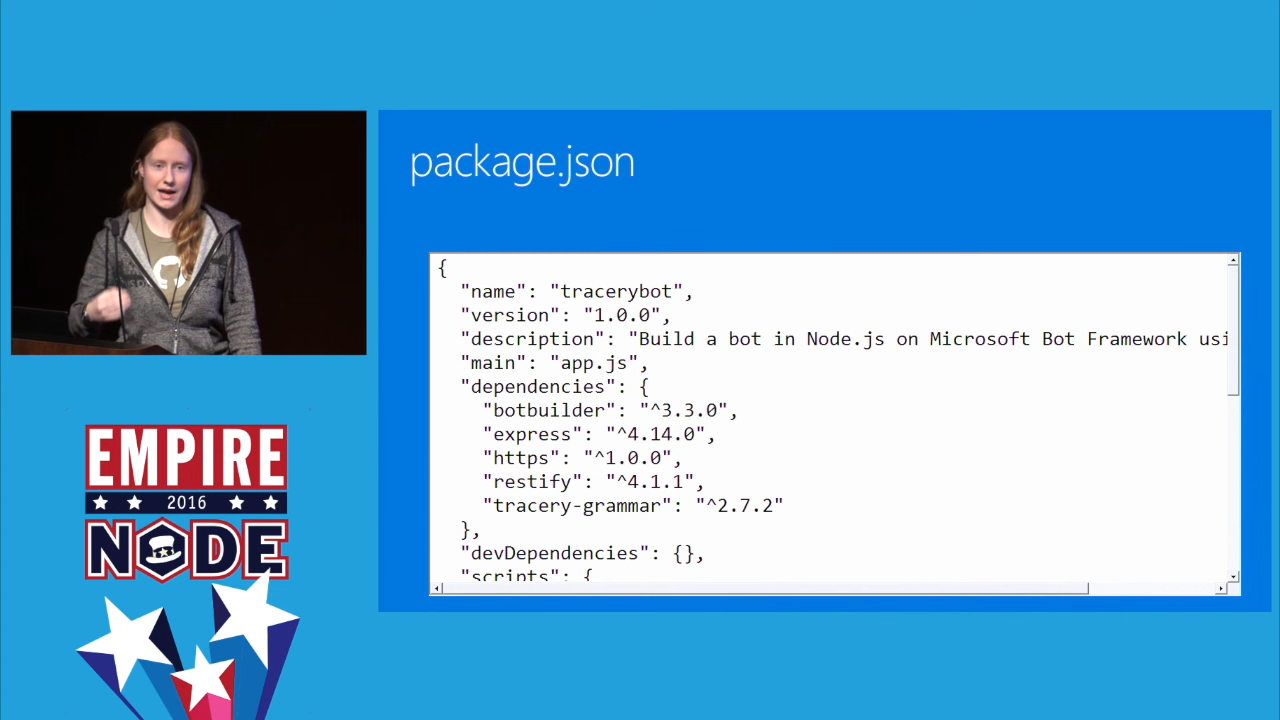 package.json
{
"name": "tracerybot",
"version": "1.0.0",
"description": "Build a bot in Node.js on Microsoft Bot Framework usi
"main": "app.js",
"dependencies": {
"botbuilder": "^3.3.0",
"express": "^4.14.0",
"https": "^1.0.0",
"restify": "^4.1.1",
"tracery-grammar": "^2.7.2"
},
"devDependencies": {},
"scripts": {
EMPIRE
2016
NODE